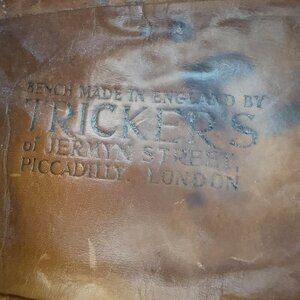 BENCH MADE IN ENGLAND BY
TRICKER'S
of JERMYN STREET,
PICCADILLY. LONDON